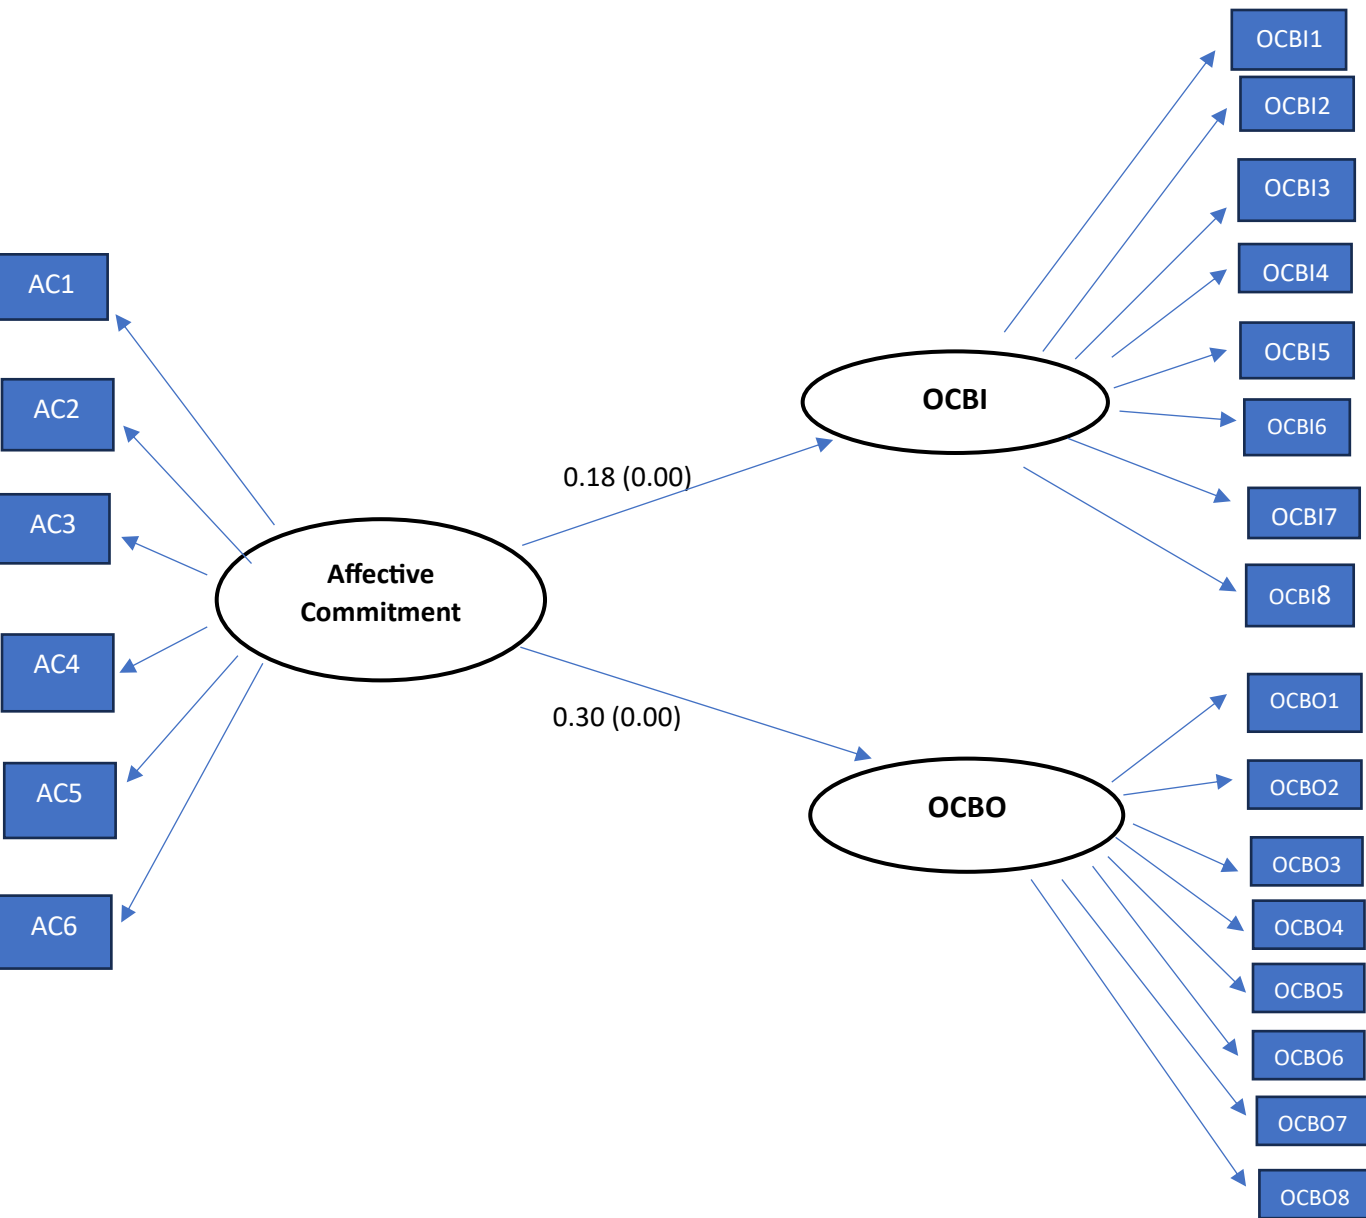 OCBI1
OCBI2
OCBI3
OCBI4
OCBI5
OCBI6
OCBI7
OCBI8
AC1
AC2
AC3
AC4
AC5
AC6
Affective
Commitment
0.18 (0.00)
0.30 (0.00)
OCBI
OCBO
OCBO1
OCBO2
OCBO3
OCBO4
OCBO5
OCBO6
OCBO7
OCBO8